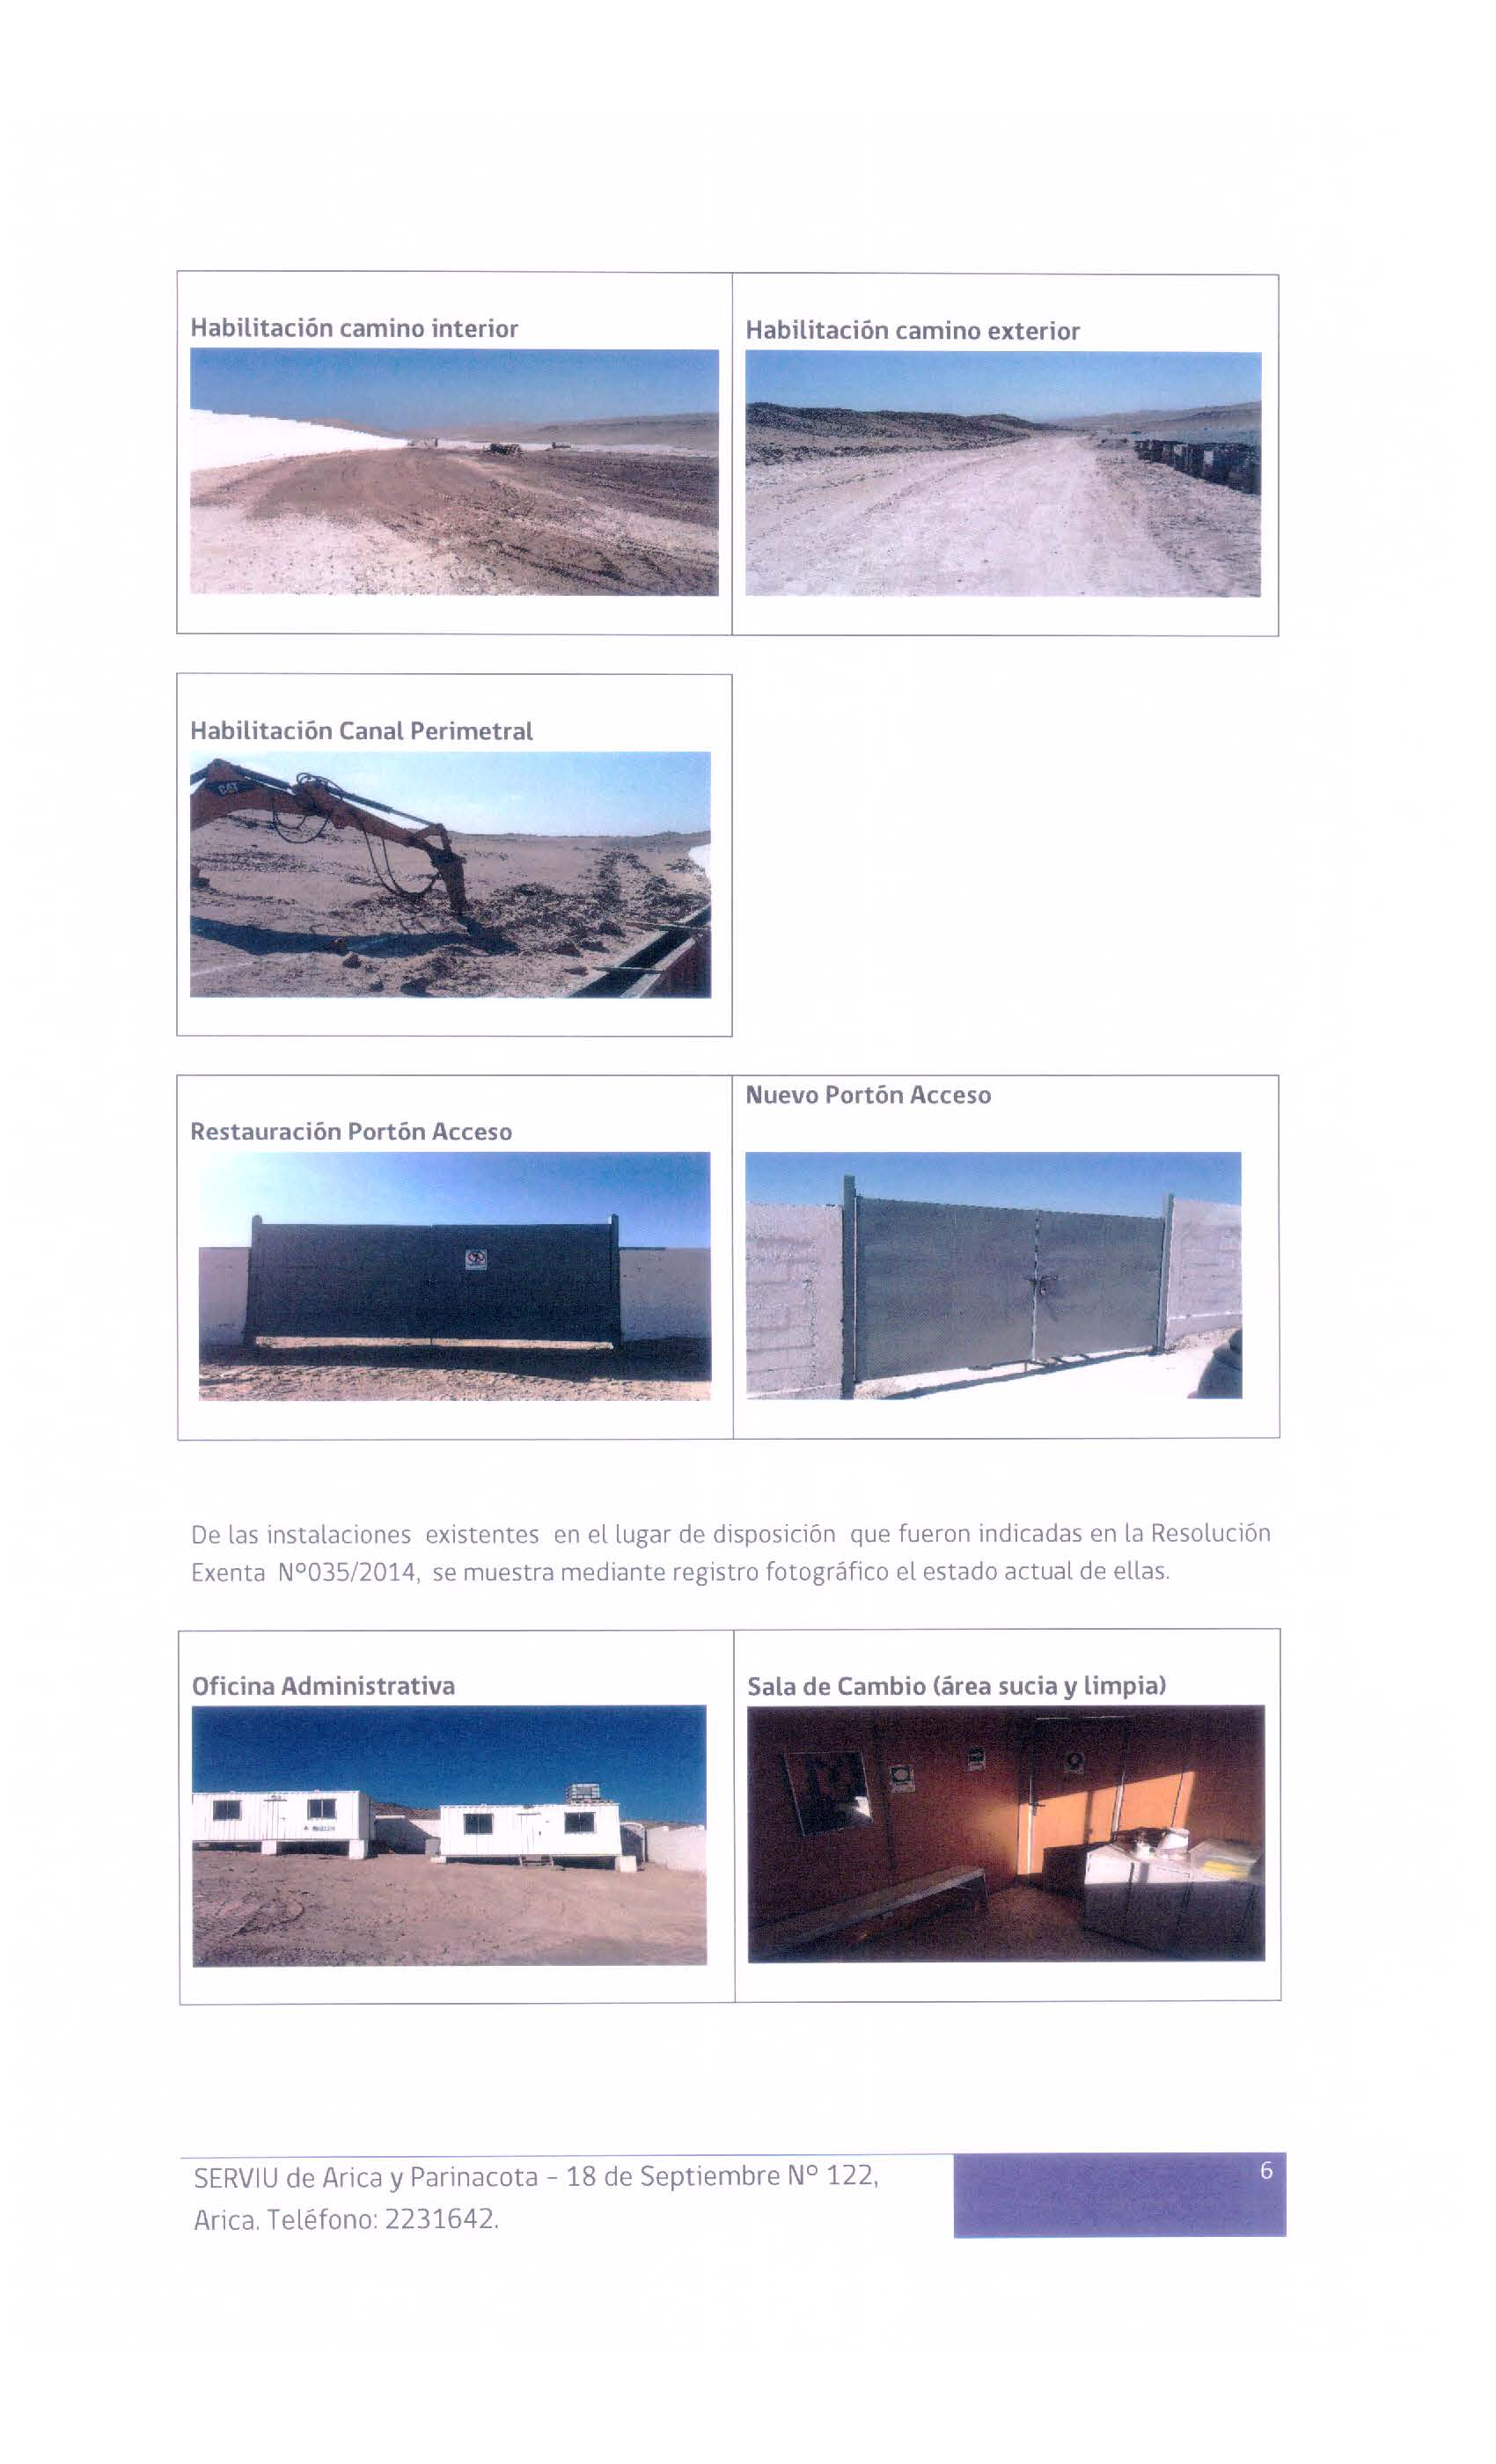 Habilitación camino interior
Habilitación camino exterior
Habilitación Canal Perimetral
CAT
Restauración Portón Acceso
Nuevo Portón Acceso
De las instalaciones existentes en el lugar de disposición que fueron indicadas en la Resolución
Exenta Nº035/2014, se muestra mediante registro fotográfico el estado actual de ellas.
Oficina Administrativa
Sala de Cambio (área sucia y limpia)
SERVIU de Arica y Parinacota – 18 de Septiembre Nº 122,
Arica. Teléfono: 2231642.
6